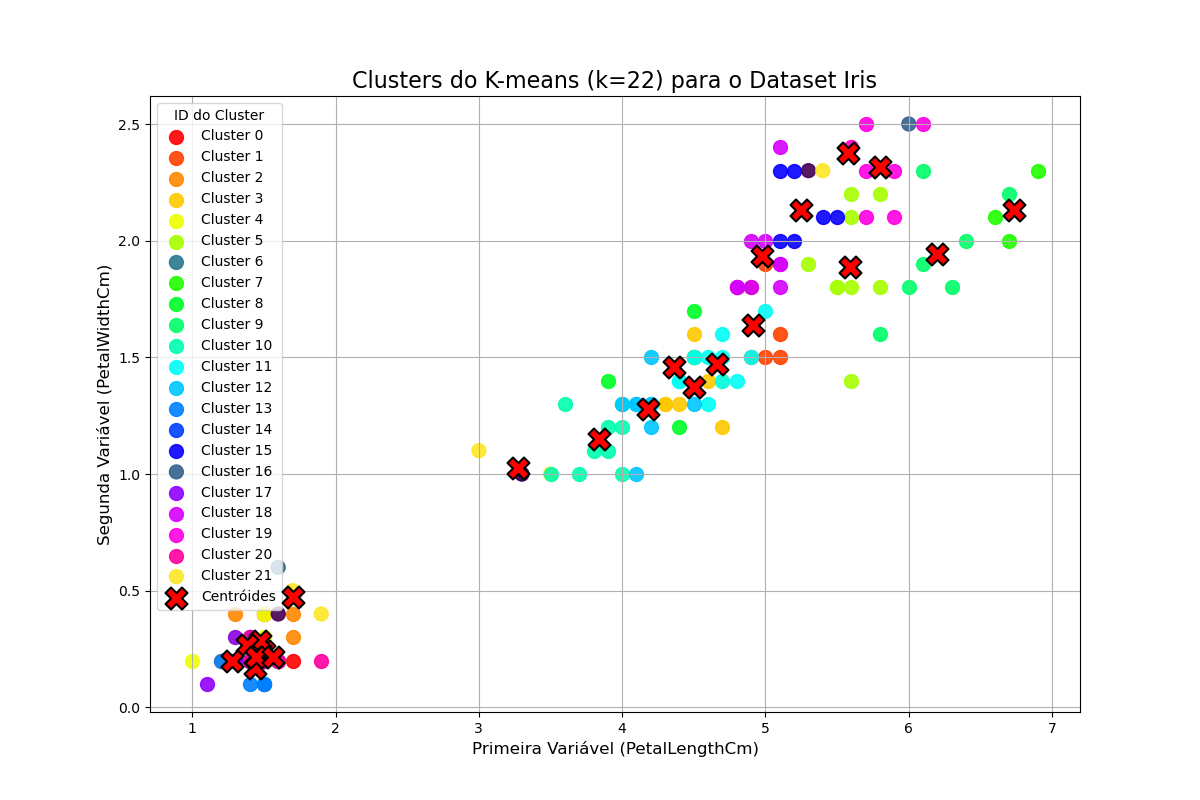 Clusters do K-means (k=22) para o Dataset Iris
ID do Cluster
Cluster 0
Cluster 1
Cluster 2
Cluster 3
Cluster 4
Cluster 5
Cluster 6
Cluster 7
Cluster 8
Cluster 9
Cluster 10
Cluster 11
Cluster 12
Cluster 13
Cluster 14
Cluster 15
Cluster 16
Cluster 17
Cluster 18
Cluster 19
Cluster 20
Cluster 21
Centróides
Segunda Variável (PetalWidthCm)
2.5
2.0
1.5
1.0
0.5
0.0
1 2 3 4 5 6 7
Primeira Variável (PetalLengthCm)